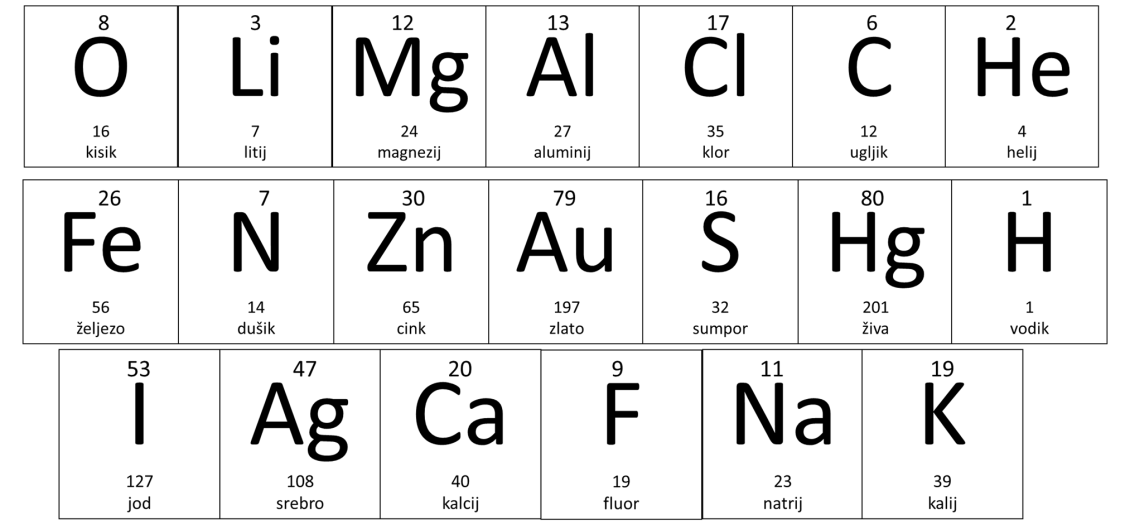 8 3 12 13 17 6 2
O Li Mg Al Cl C He
16 7 24 27 35 12 4
kisik litij magnezij aluminij klor ugljik helij
26 7 30 79 16 80 1
Fe N Zn Au S Hg H
56 14 65 197 32 201 1
željezo dušik cink zlato sumpor živa vodik
53 47 20 9 11 19
I Ag Ca F Na K
127 108 40 19 23 39
jod srebro kalcij fluor natrij kalij